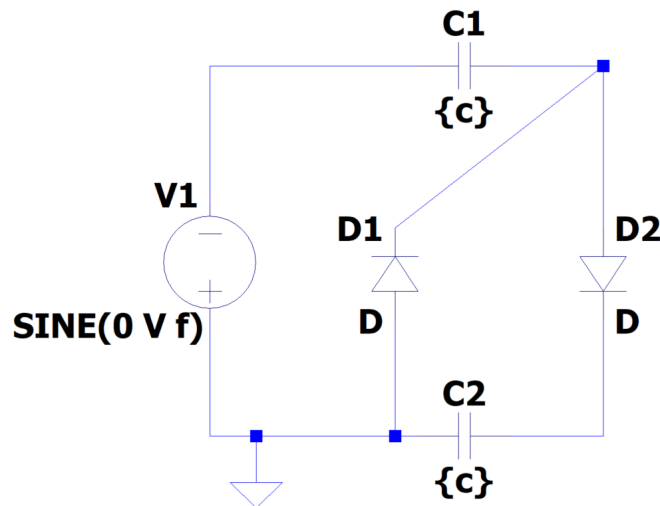 C1
{c}
V1
D1
D2
SINE(0 V f)
D
D
C2
{c}